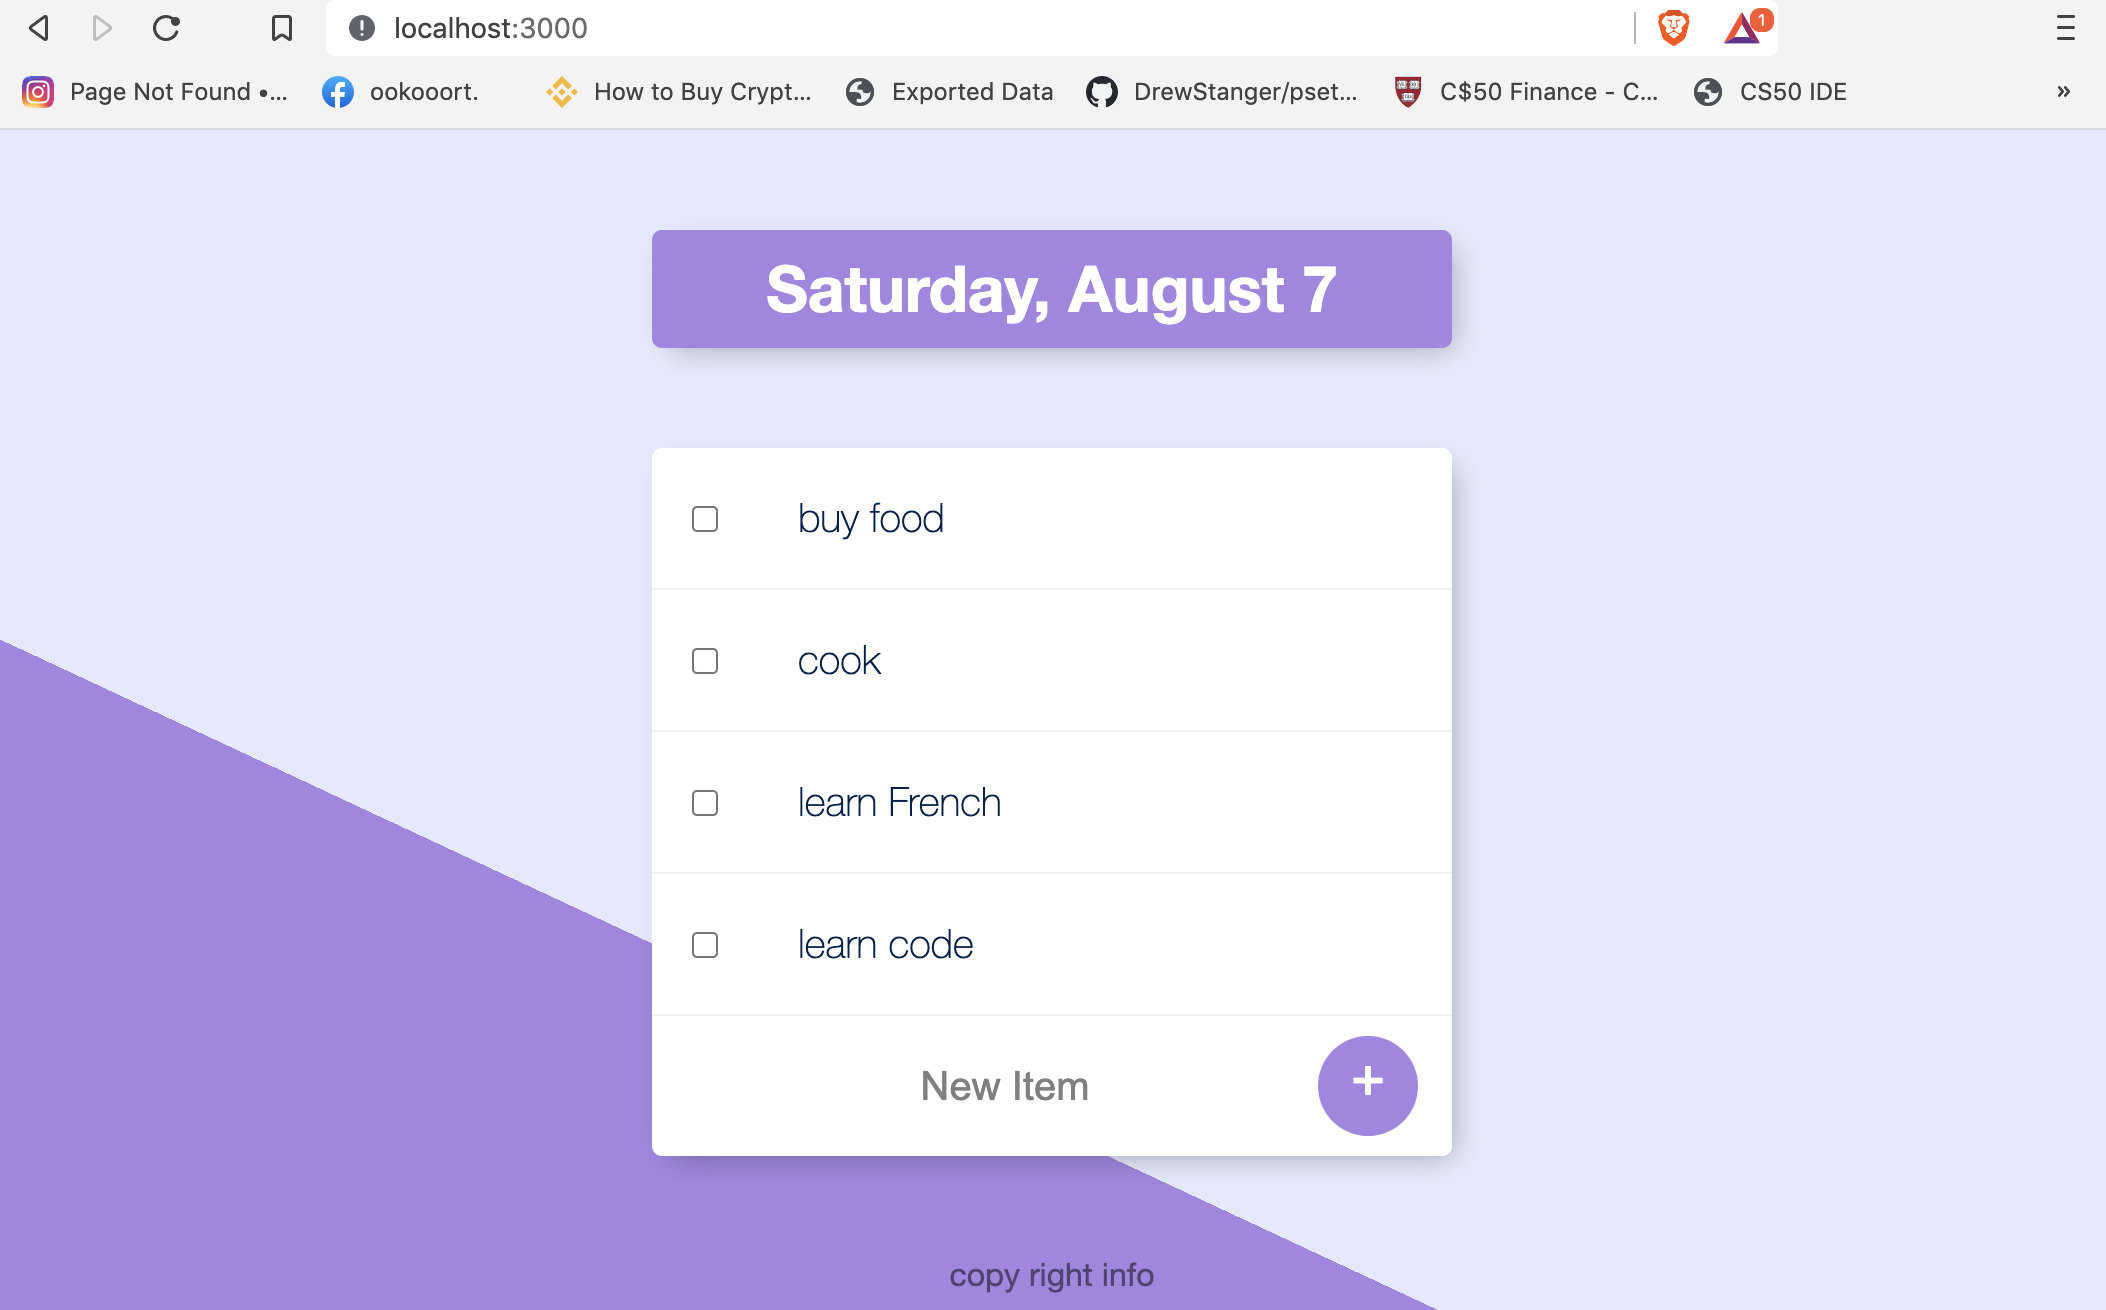 localhost:3000
1
Page Not Found •... ookooort. How to Buy Crypt... Exported Data DrewStanger/pset... C$50 Finance - C... CS50 IDE »
Saturday, August 7
buy food
cook
learn French
learn code
New Item +
copy right info